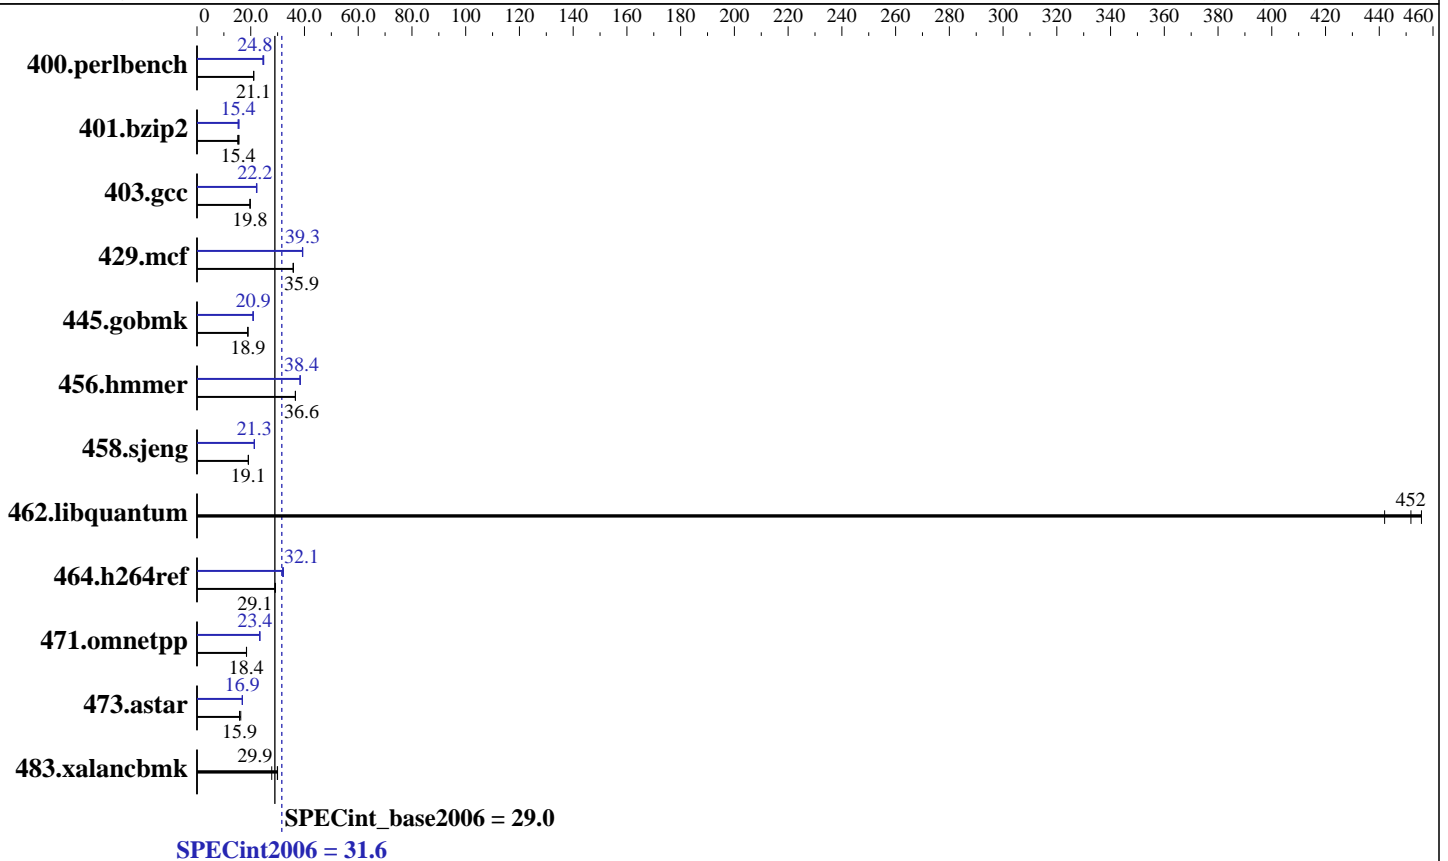 0 20.0 40.0 60.0 80.0 100 120 140 160 180 200 220 240 260 280 300 320 340 360 380 400 420 440 460
24.8
400.perlbench
21.1
15.4
401.bzip2
15.4
22.2
403.gcc
19.8
39.3
429.mcf
35.9
20.9
445.gobmk
18.9
38.4
456.hmmer
36.6
21.3
458.sjeng
19.1
452
462.libquantum
32.1
464.h264ref
29.1
23.4
471.omnetpp
18.4
16.9
473.astar
15.9
29.9
483.xalancbmk
SPECint_base2006 = 29.0
SPECint2006 = 31.6